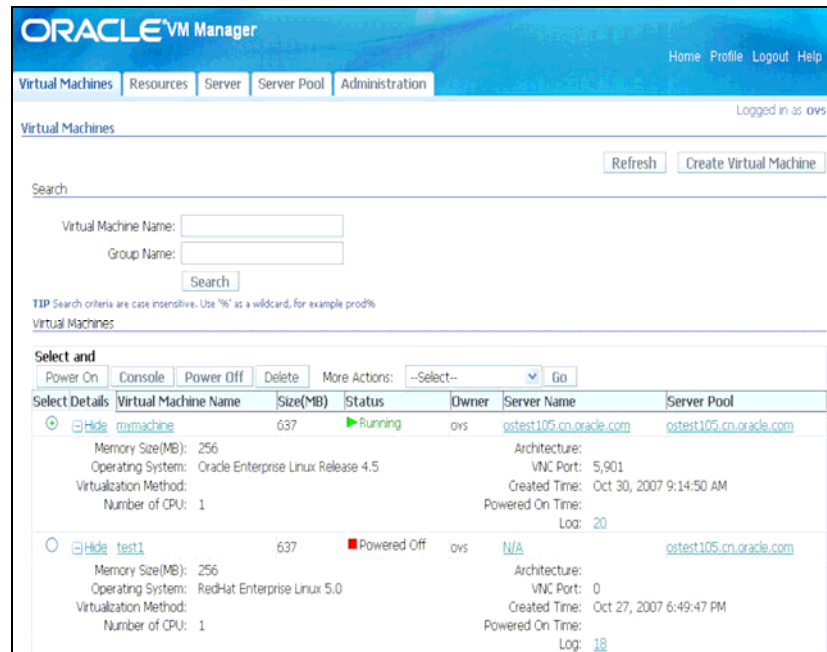 ORACLE VM Manager
Home Profile Logout Help
Virtual Machines Resources Server Server Pool Administration
Logged in as ovs
Virtual Machines
Refresh Create Virtual Machine
Search
Virtual Machine Name:
Group Name:
Search
TIP Search criteria are case insensitive. Use '%' as a wildcard, for example prod%
Virtual Machines
Select and
Power On Console Power Off Delete More Actions: --Select-- Go
Select Details Virtual Machine Name Size(MB) Status Owner Server Name Server Pool
Hide mymachine 637 Running ovs ostest105.cn.oracle.com ostest105.cn.oracle.com
Memory Size(MB): 256 Architecture:
Operating System: Oracle Enterprise Linux Release 4.5 VNC Port: 5,901
Virtualization Method: Created Time: Oct 30, 2007 9:14:50 AM
Number of CPU: 1 Powered On Time:
Log: 20
Hide test1 637 Powered Off ovs N/A ostest105.cn.oracle.com
Memory Size(MB): 256 Architecture:
Operating System: RedHat Enterprise Linux 5.0 VNC Port: 0
Virtualization Method: Created Time: Oct 27, 2007 6:49:47 PM
Number of CPU: 1 Powered On Time:
Log: 18